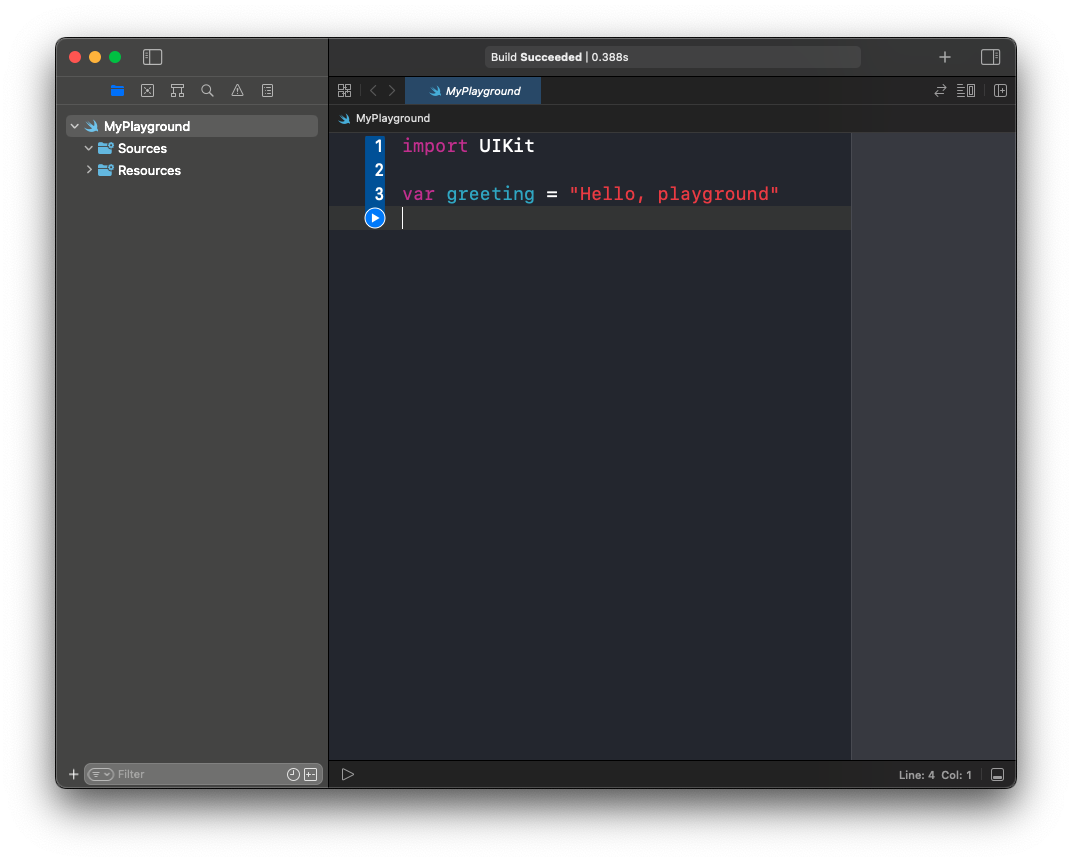 Build Succeeded | 0.388s
MyPlayground
MyPlayground
MyPlayground
Sources
Resources
1 import UIKit
2
3 var greeting = "Hello, playground"
Filter
Line: 4 Col: 1